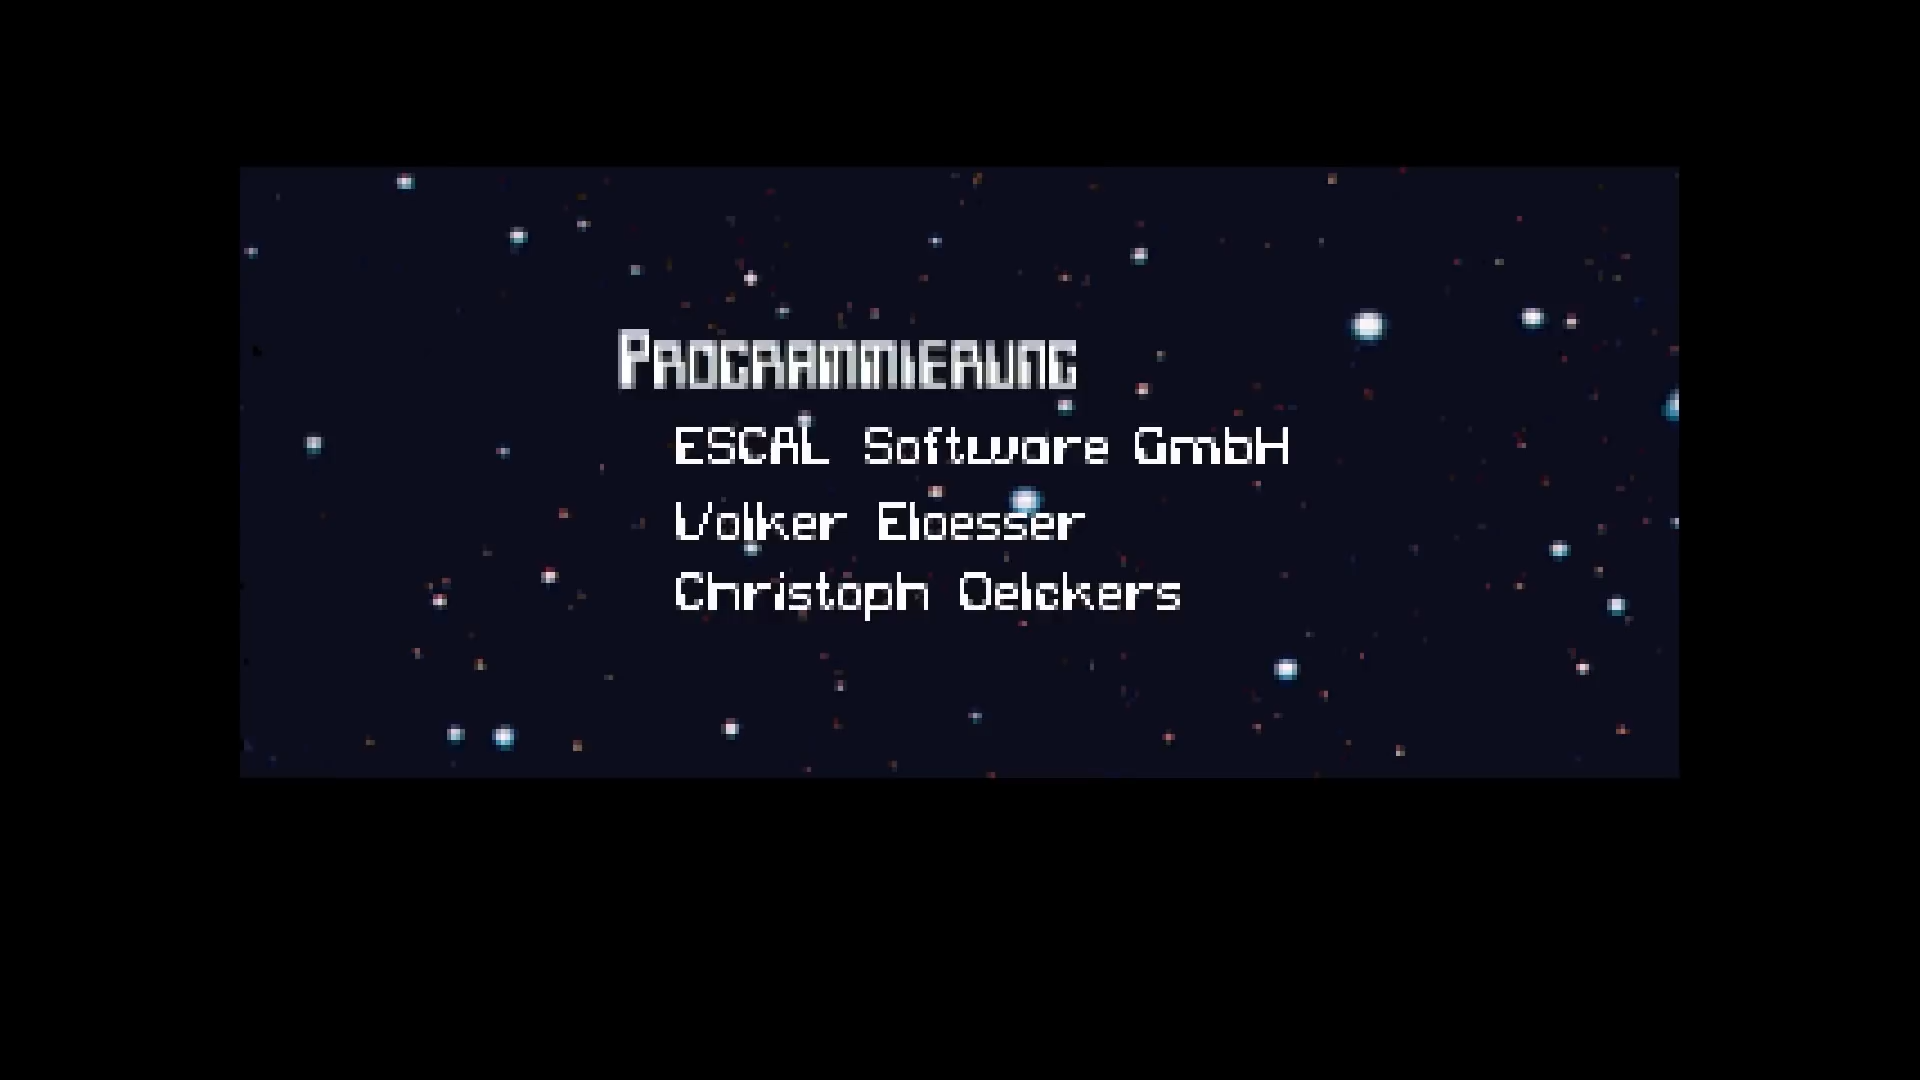 Programmierung
ESCAL Software GmbH
Volker Eloesser
Christoph Oelckers